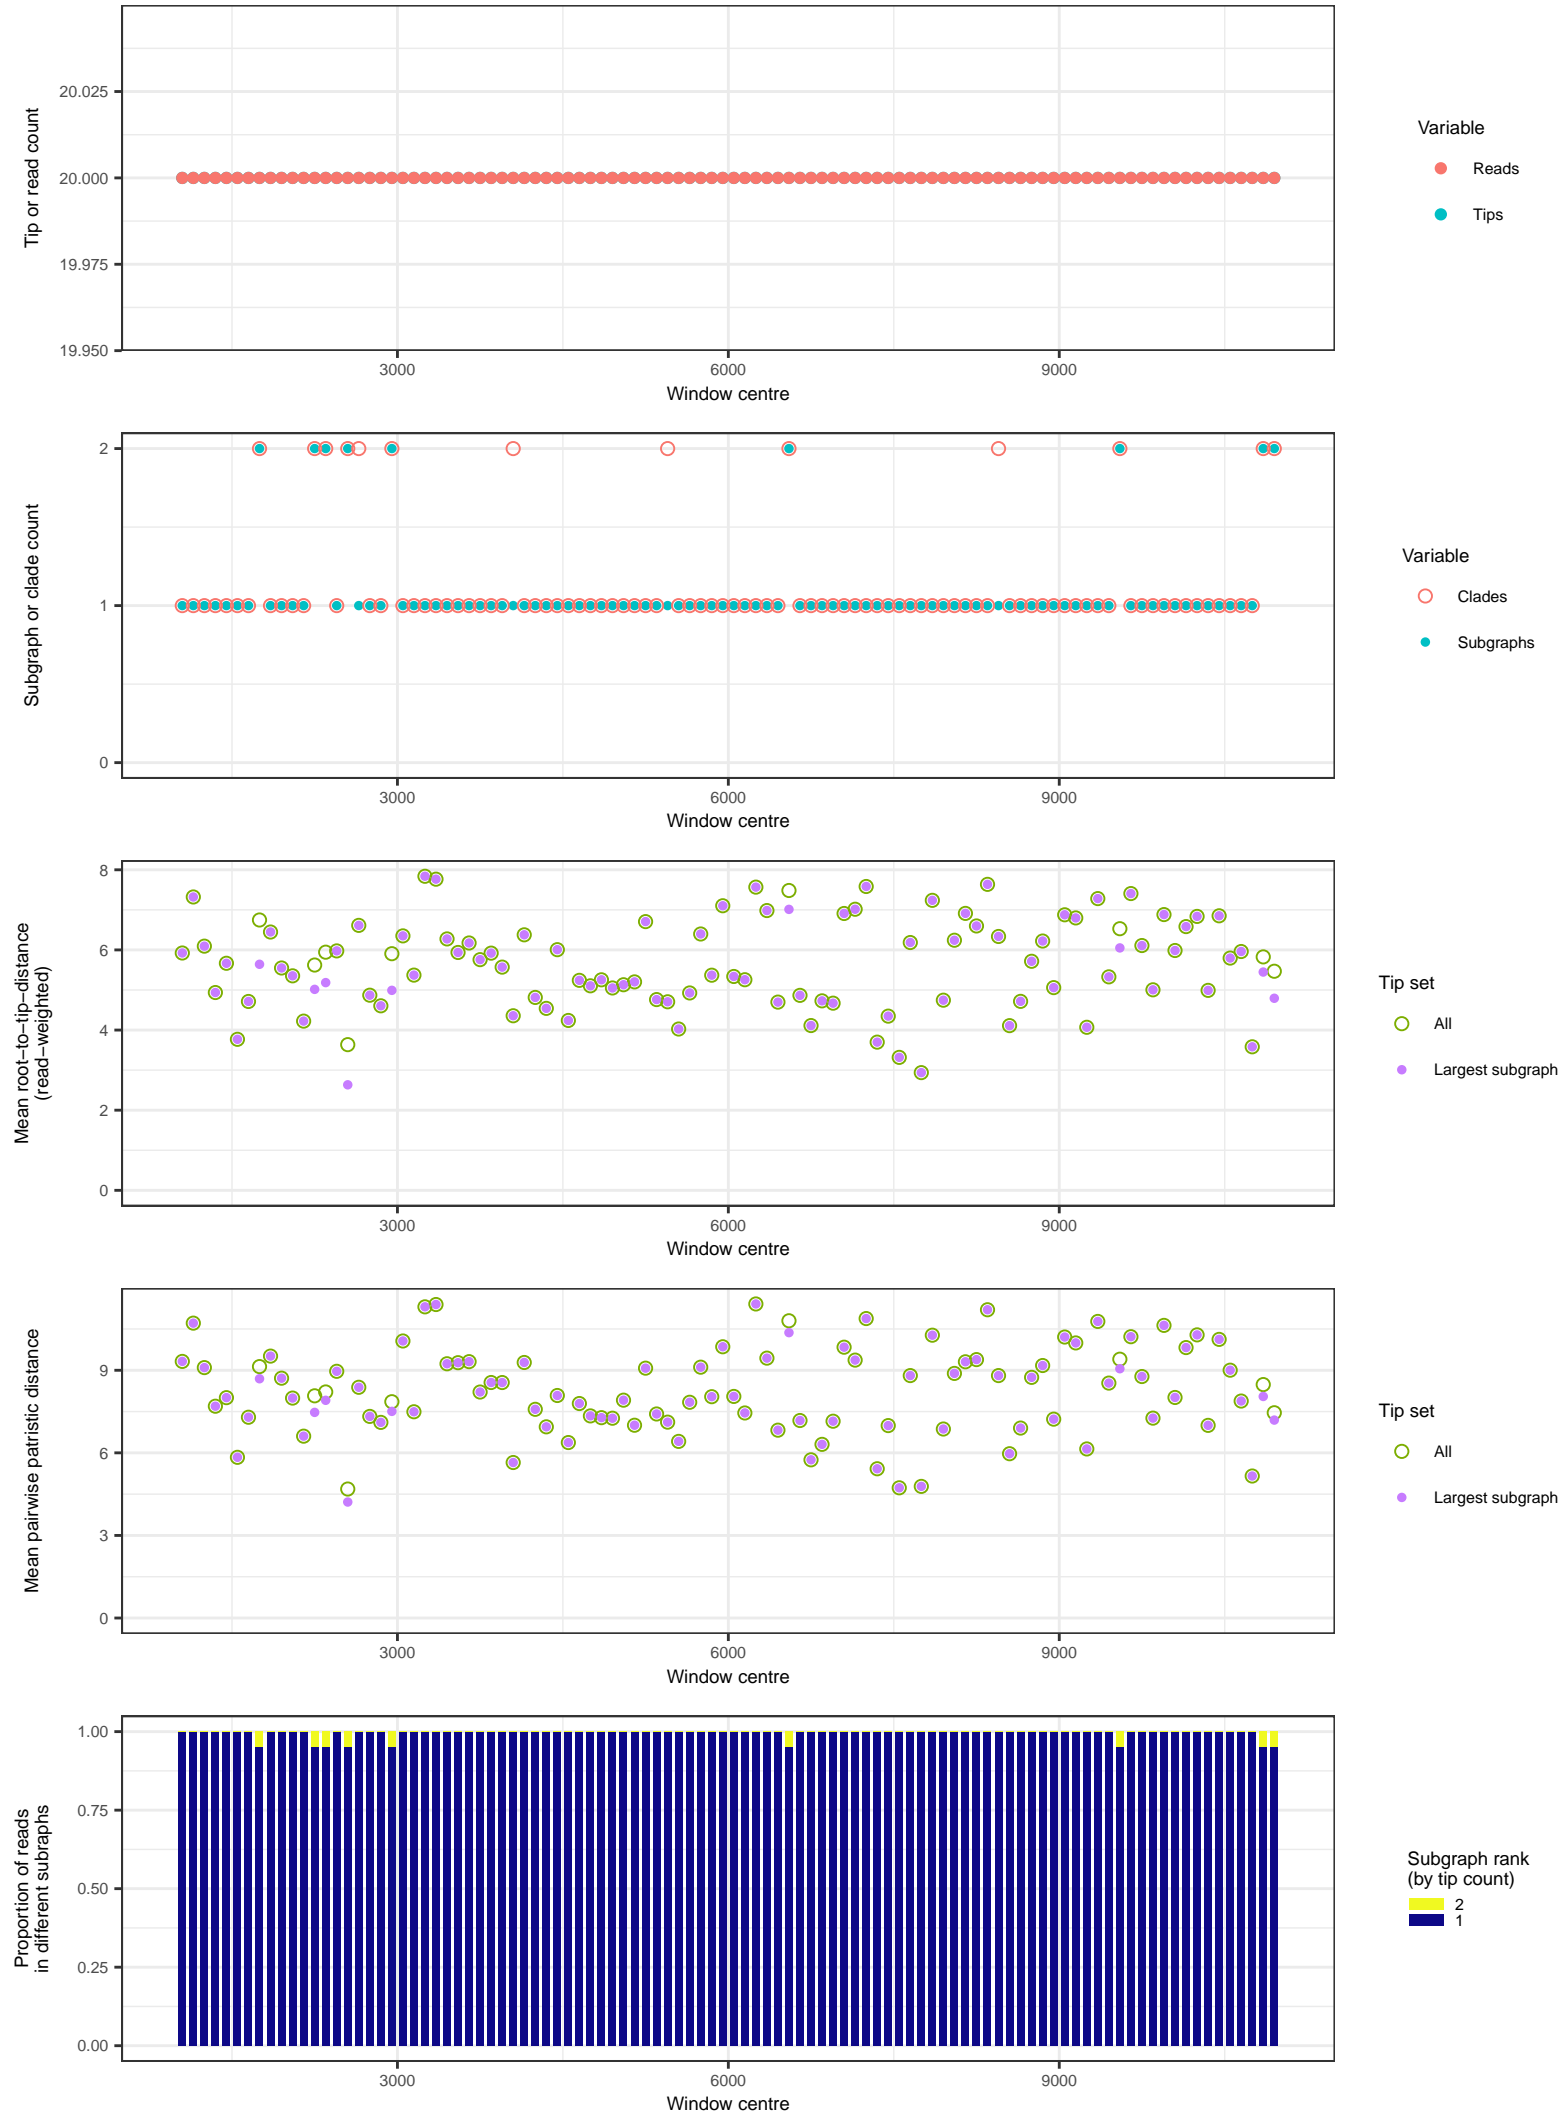 20.025
20.000
19.975
19.950
Tip or read count
3000
6000
9000
Window centre
Variable
Reads
Tips
2
1
0
Subgraph or clade count
3000
6000
9000
Window centre
Variable
Clades
Subgraphs
8
6
4
2
0
Mean root−to−tip−distance
(read−weighted)
3000
6000
9000
Window centre
Tip set
All
Largest subgraph
9
6
3
0
Mean pairwise patristic distance
3000
6000
9000
Window centre
Tip set
All
Largest subgraph
1.00
0.75
0.50
0.25
0.00
Proportion of reads
in different subraphs
3000
6000
9000
Window centre
Subgraph rank
(by tip count)
2
1